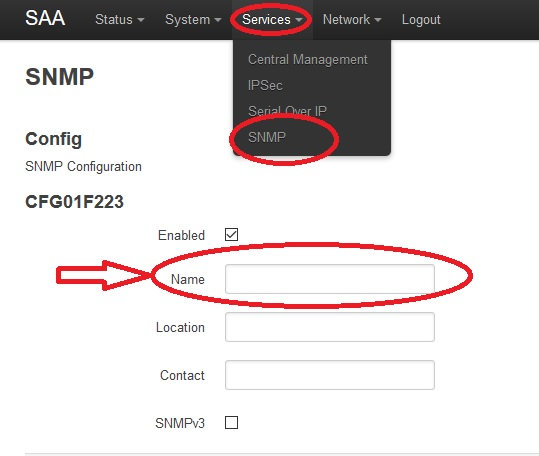 SAA Status System Services Network Logout
Central Management
IPSec
Serial Over IP
SNMP
SNMP
Config
SNMP Configuration
CFG01F223
Enabled
Name
Location
Contact
SNMPv3